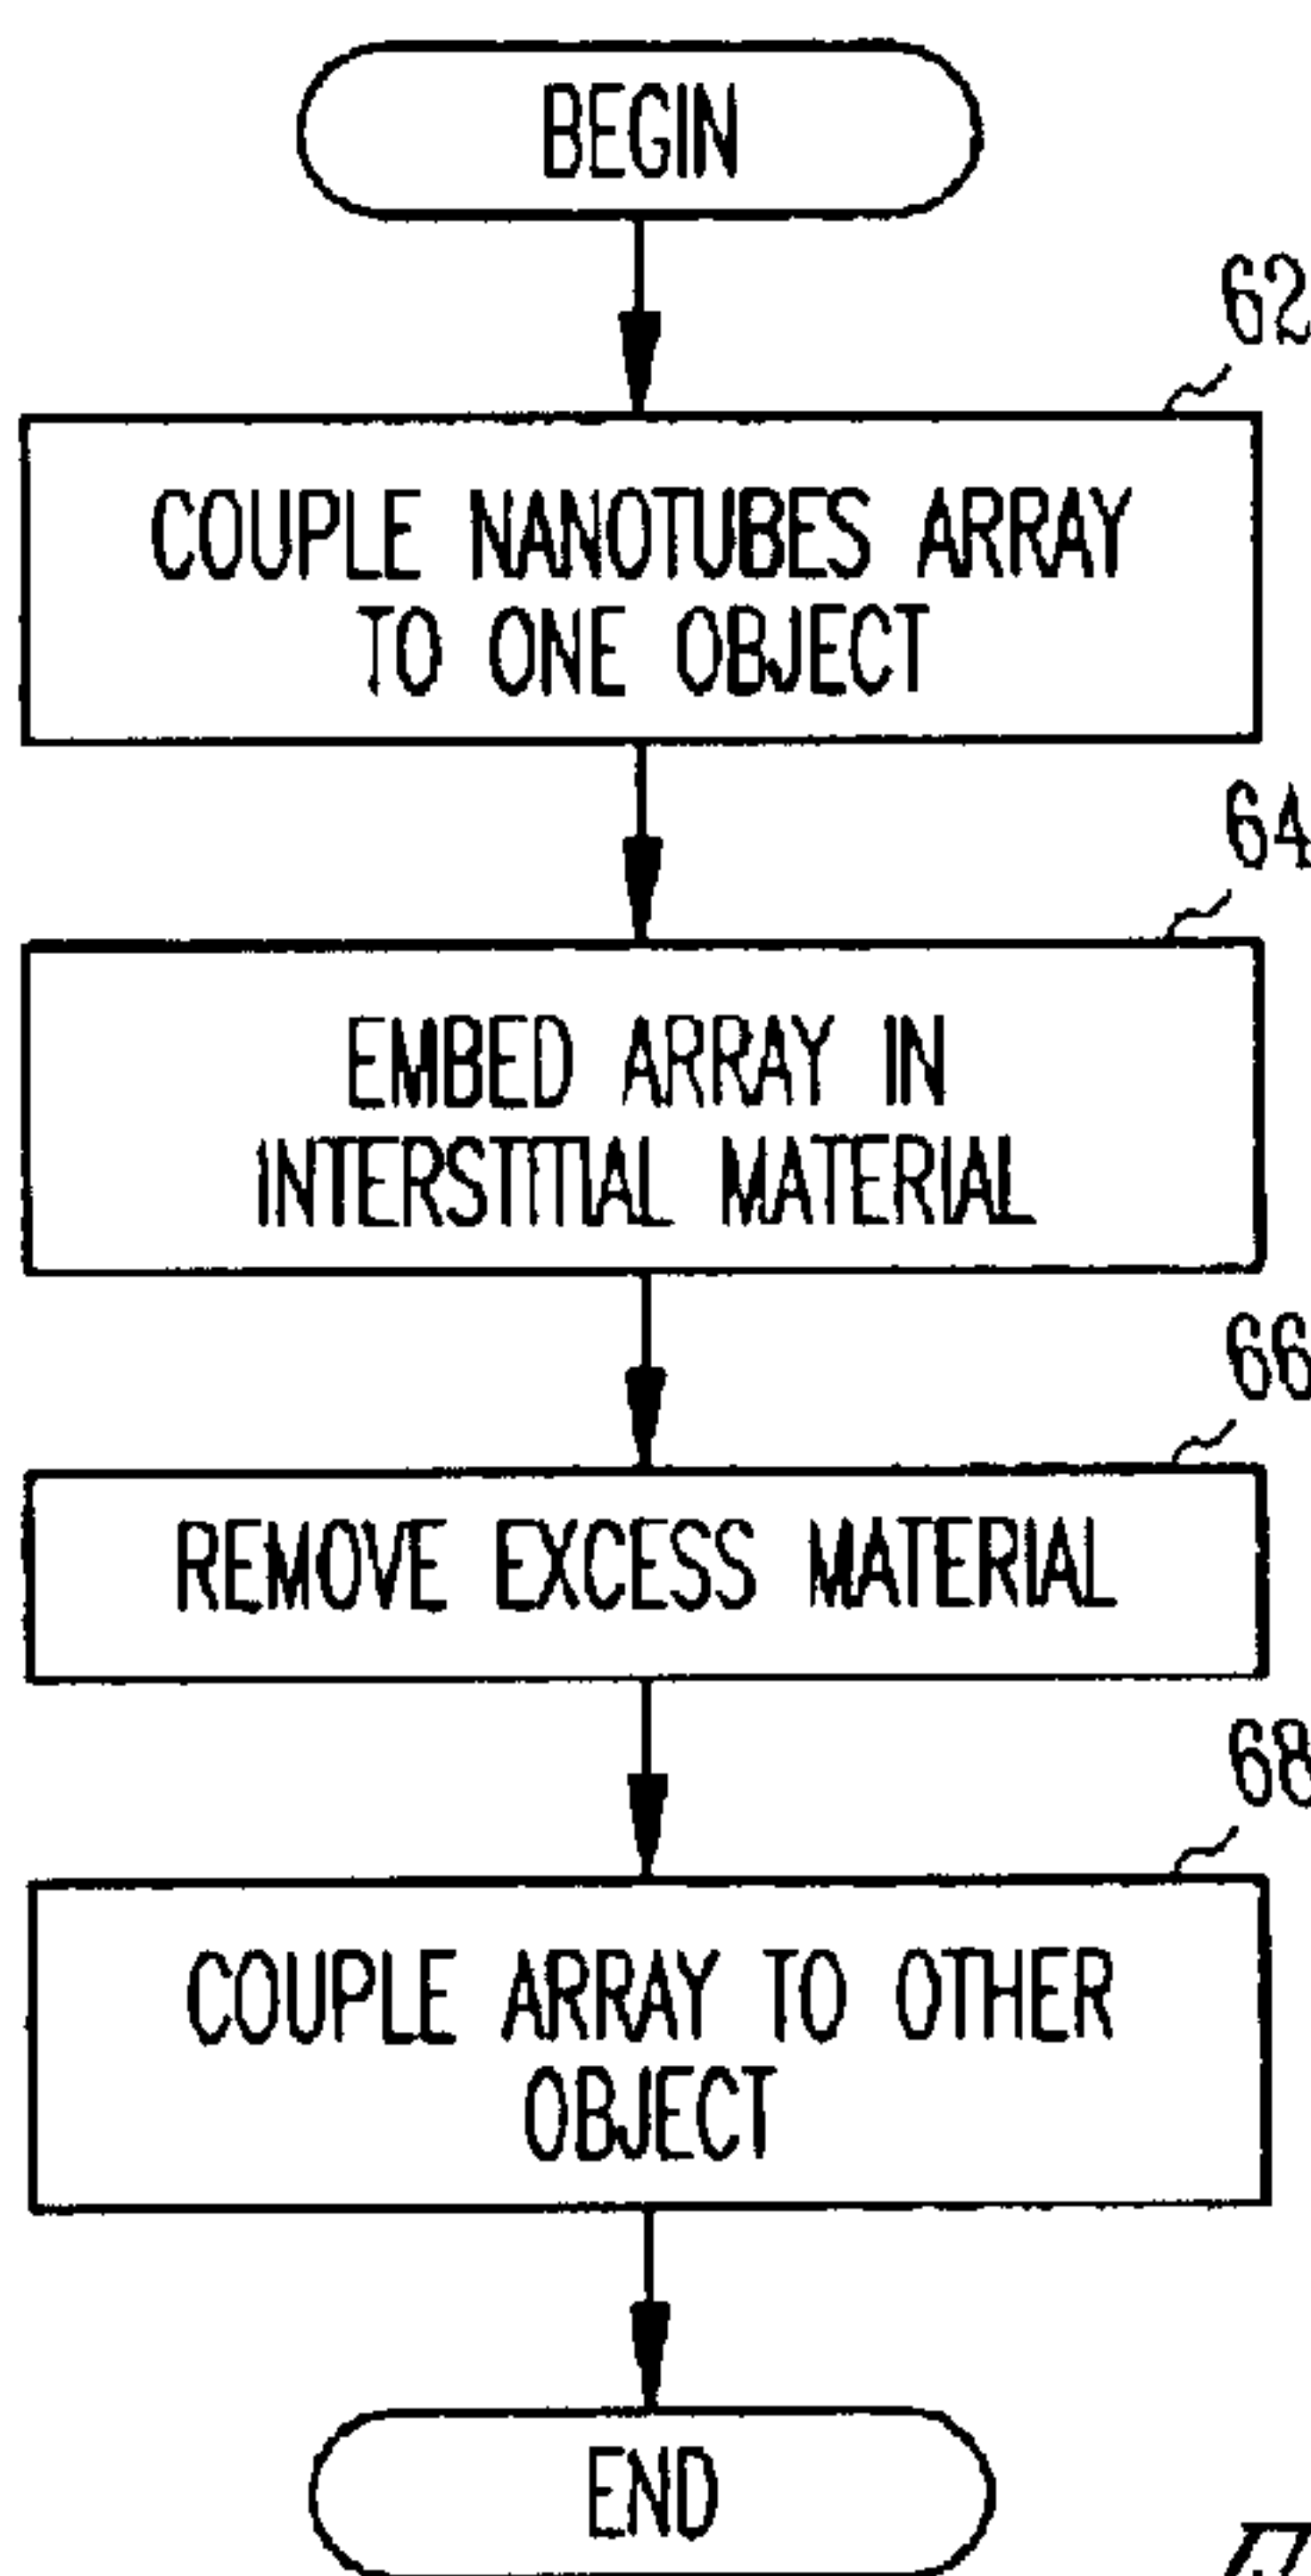 BEGIN
62
COUPLE NANOTUBES ARRAY
TO ONE OBJECT
64
EMBED ARRAY IN
INTERSTITIAL MATERIAL
66
REMOVE EXCESS MATERIAL
68
COUPLE ARRAY TO OTHER
OBJECT
END